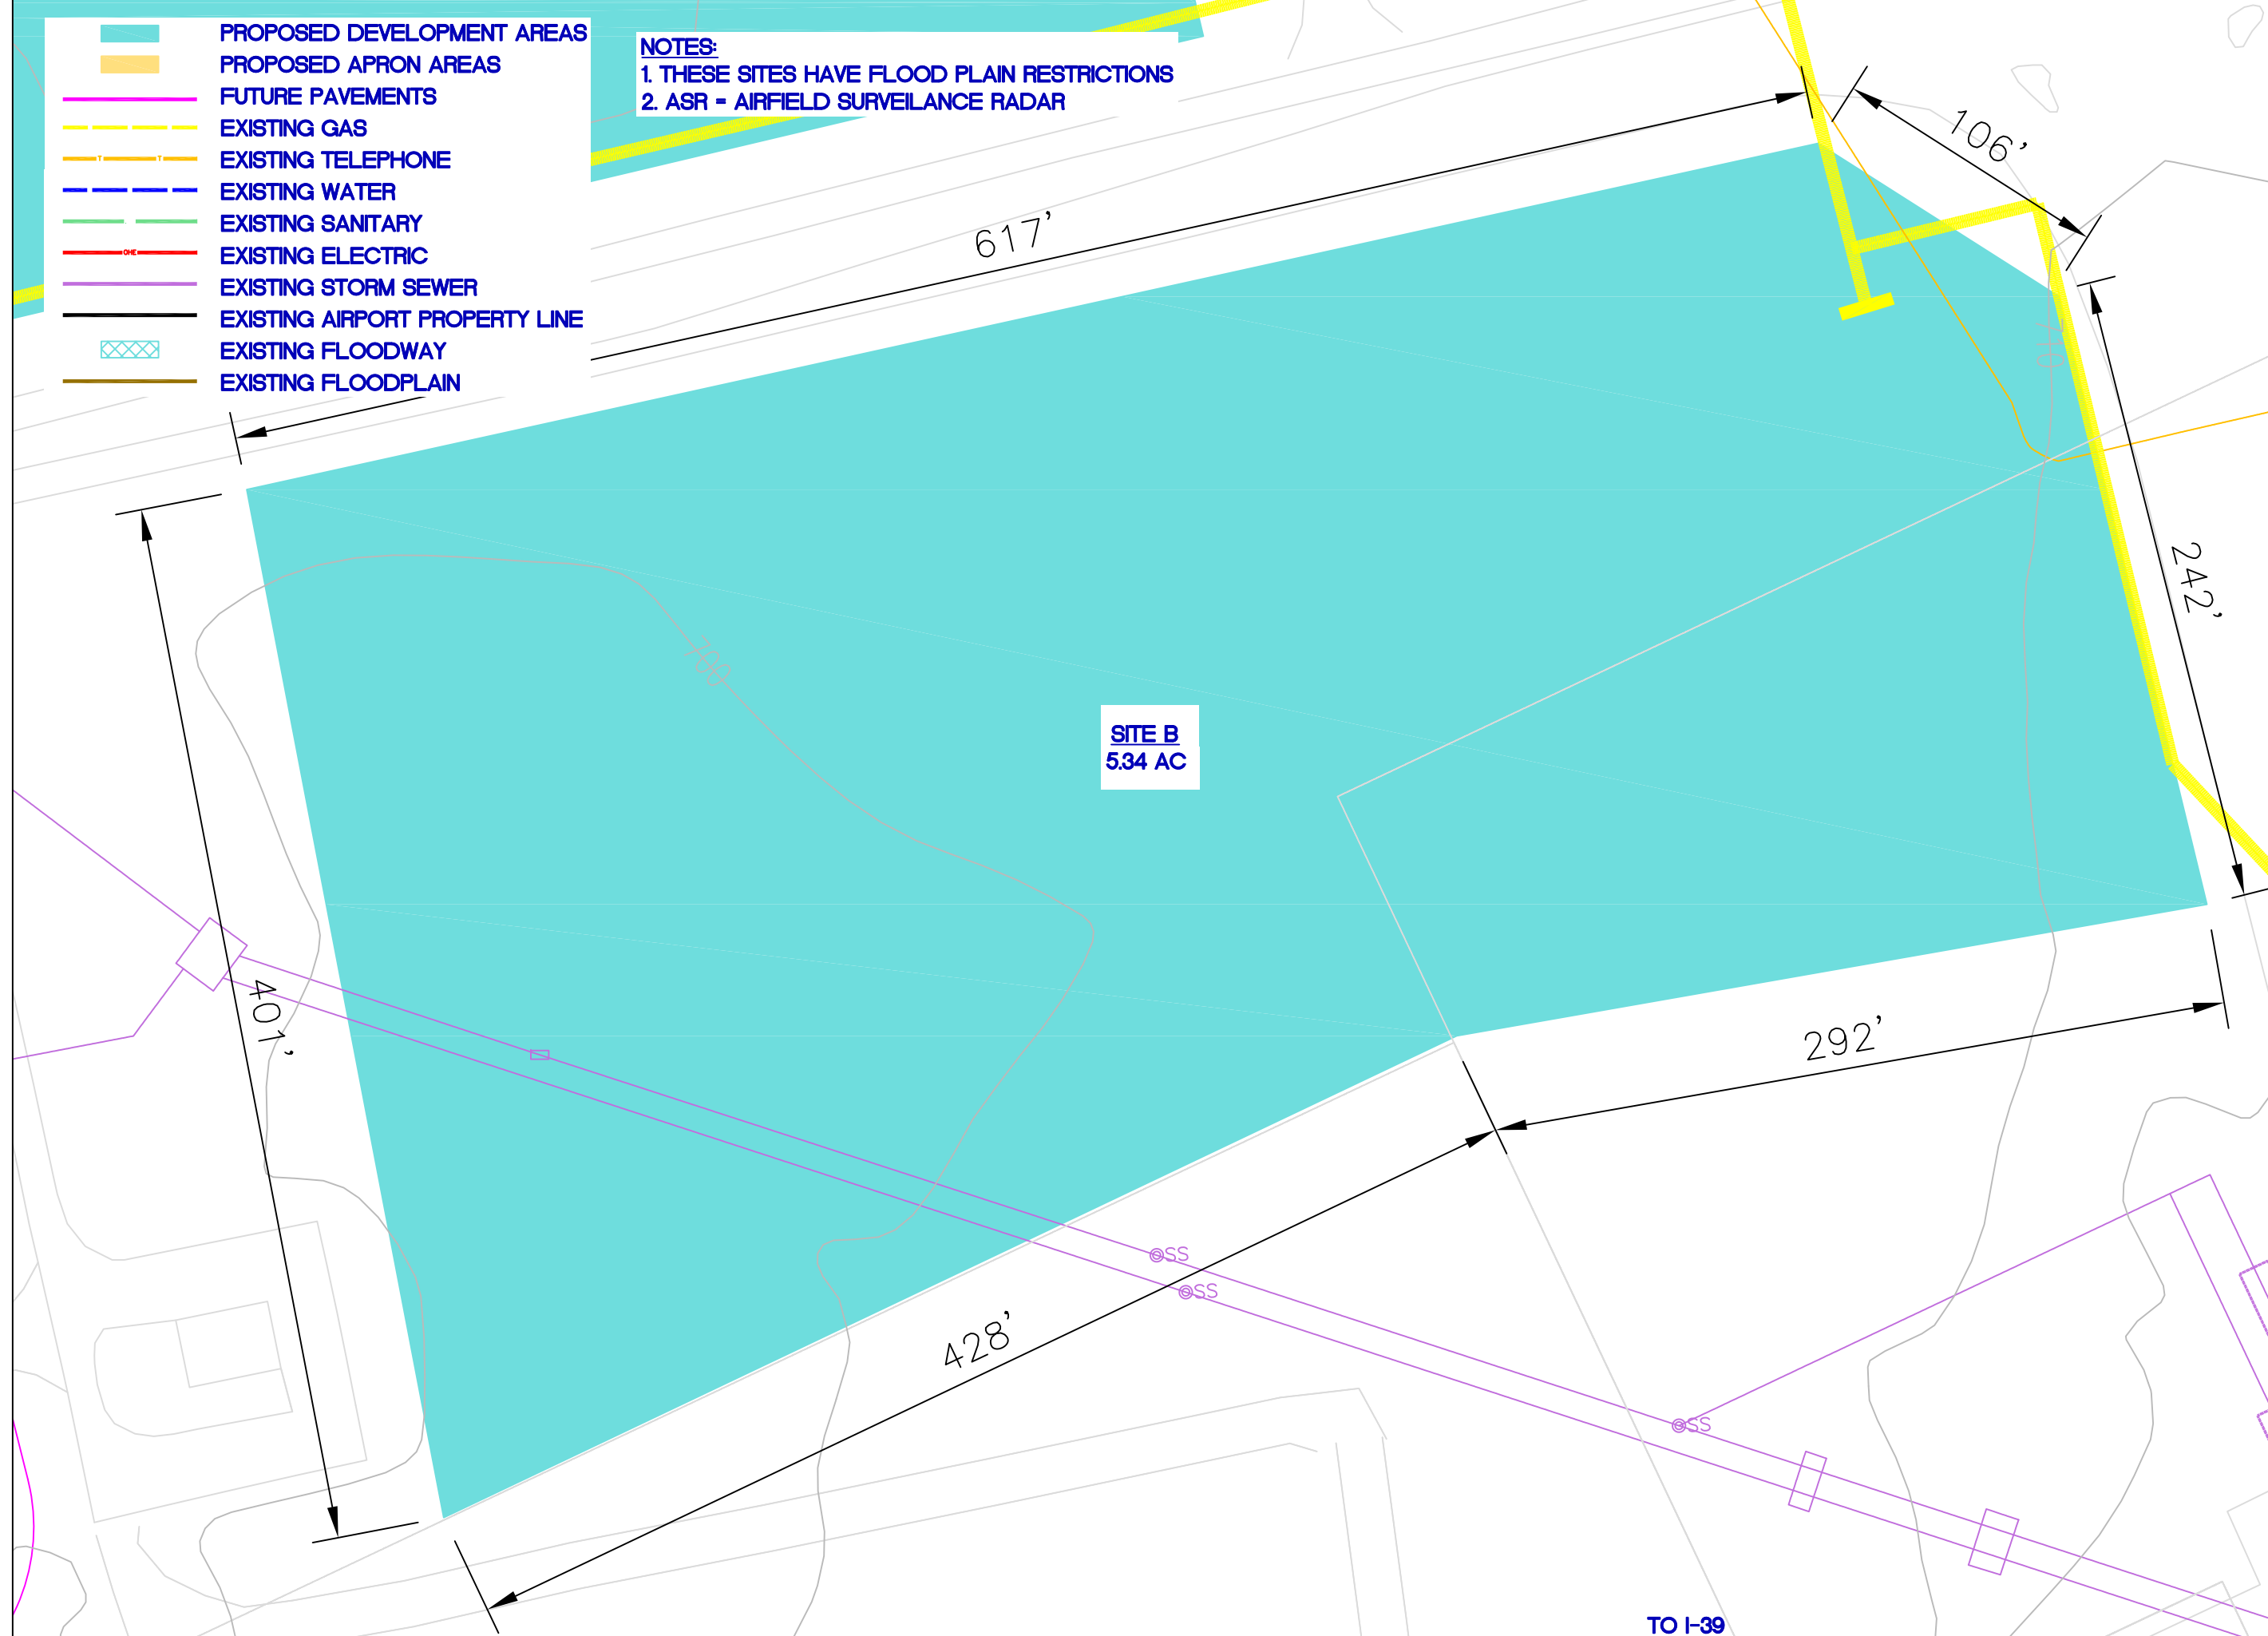 PROPOSED DEVELOPMENT AREAS
PROPOSED APRON AREAS
FUTURE PAVEMENTS
EXISTING GAS
T T
EXISTING TELEPHONE
EXISTING WATER
EXISTING SANITARY
OHE
EXISTING ELECTRIC
EXISTING STORM SEWER
EXISTING AIRPORT PROPERTY LINE
EXISTING FLOODWAY
EXISTING FLOODPLAIN
NOTES:
1. THESE SITES HAVE FLOOD PLAIN RESTRICTIONS
2. ASR = AIRFIELD SURVEILANCE RADAR
106'
617'
242'
700
SITE B
5.34 AC
401'
292'
SS
SS
428'
SS
TO I-39